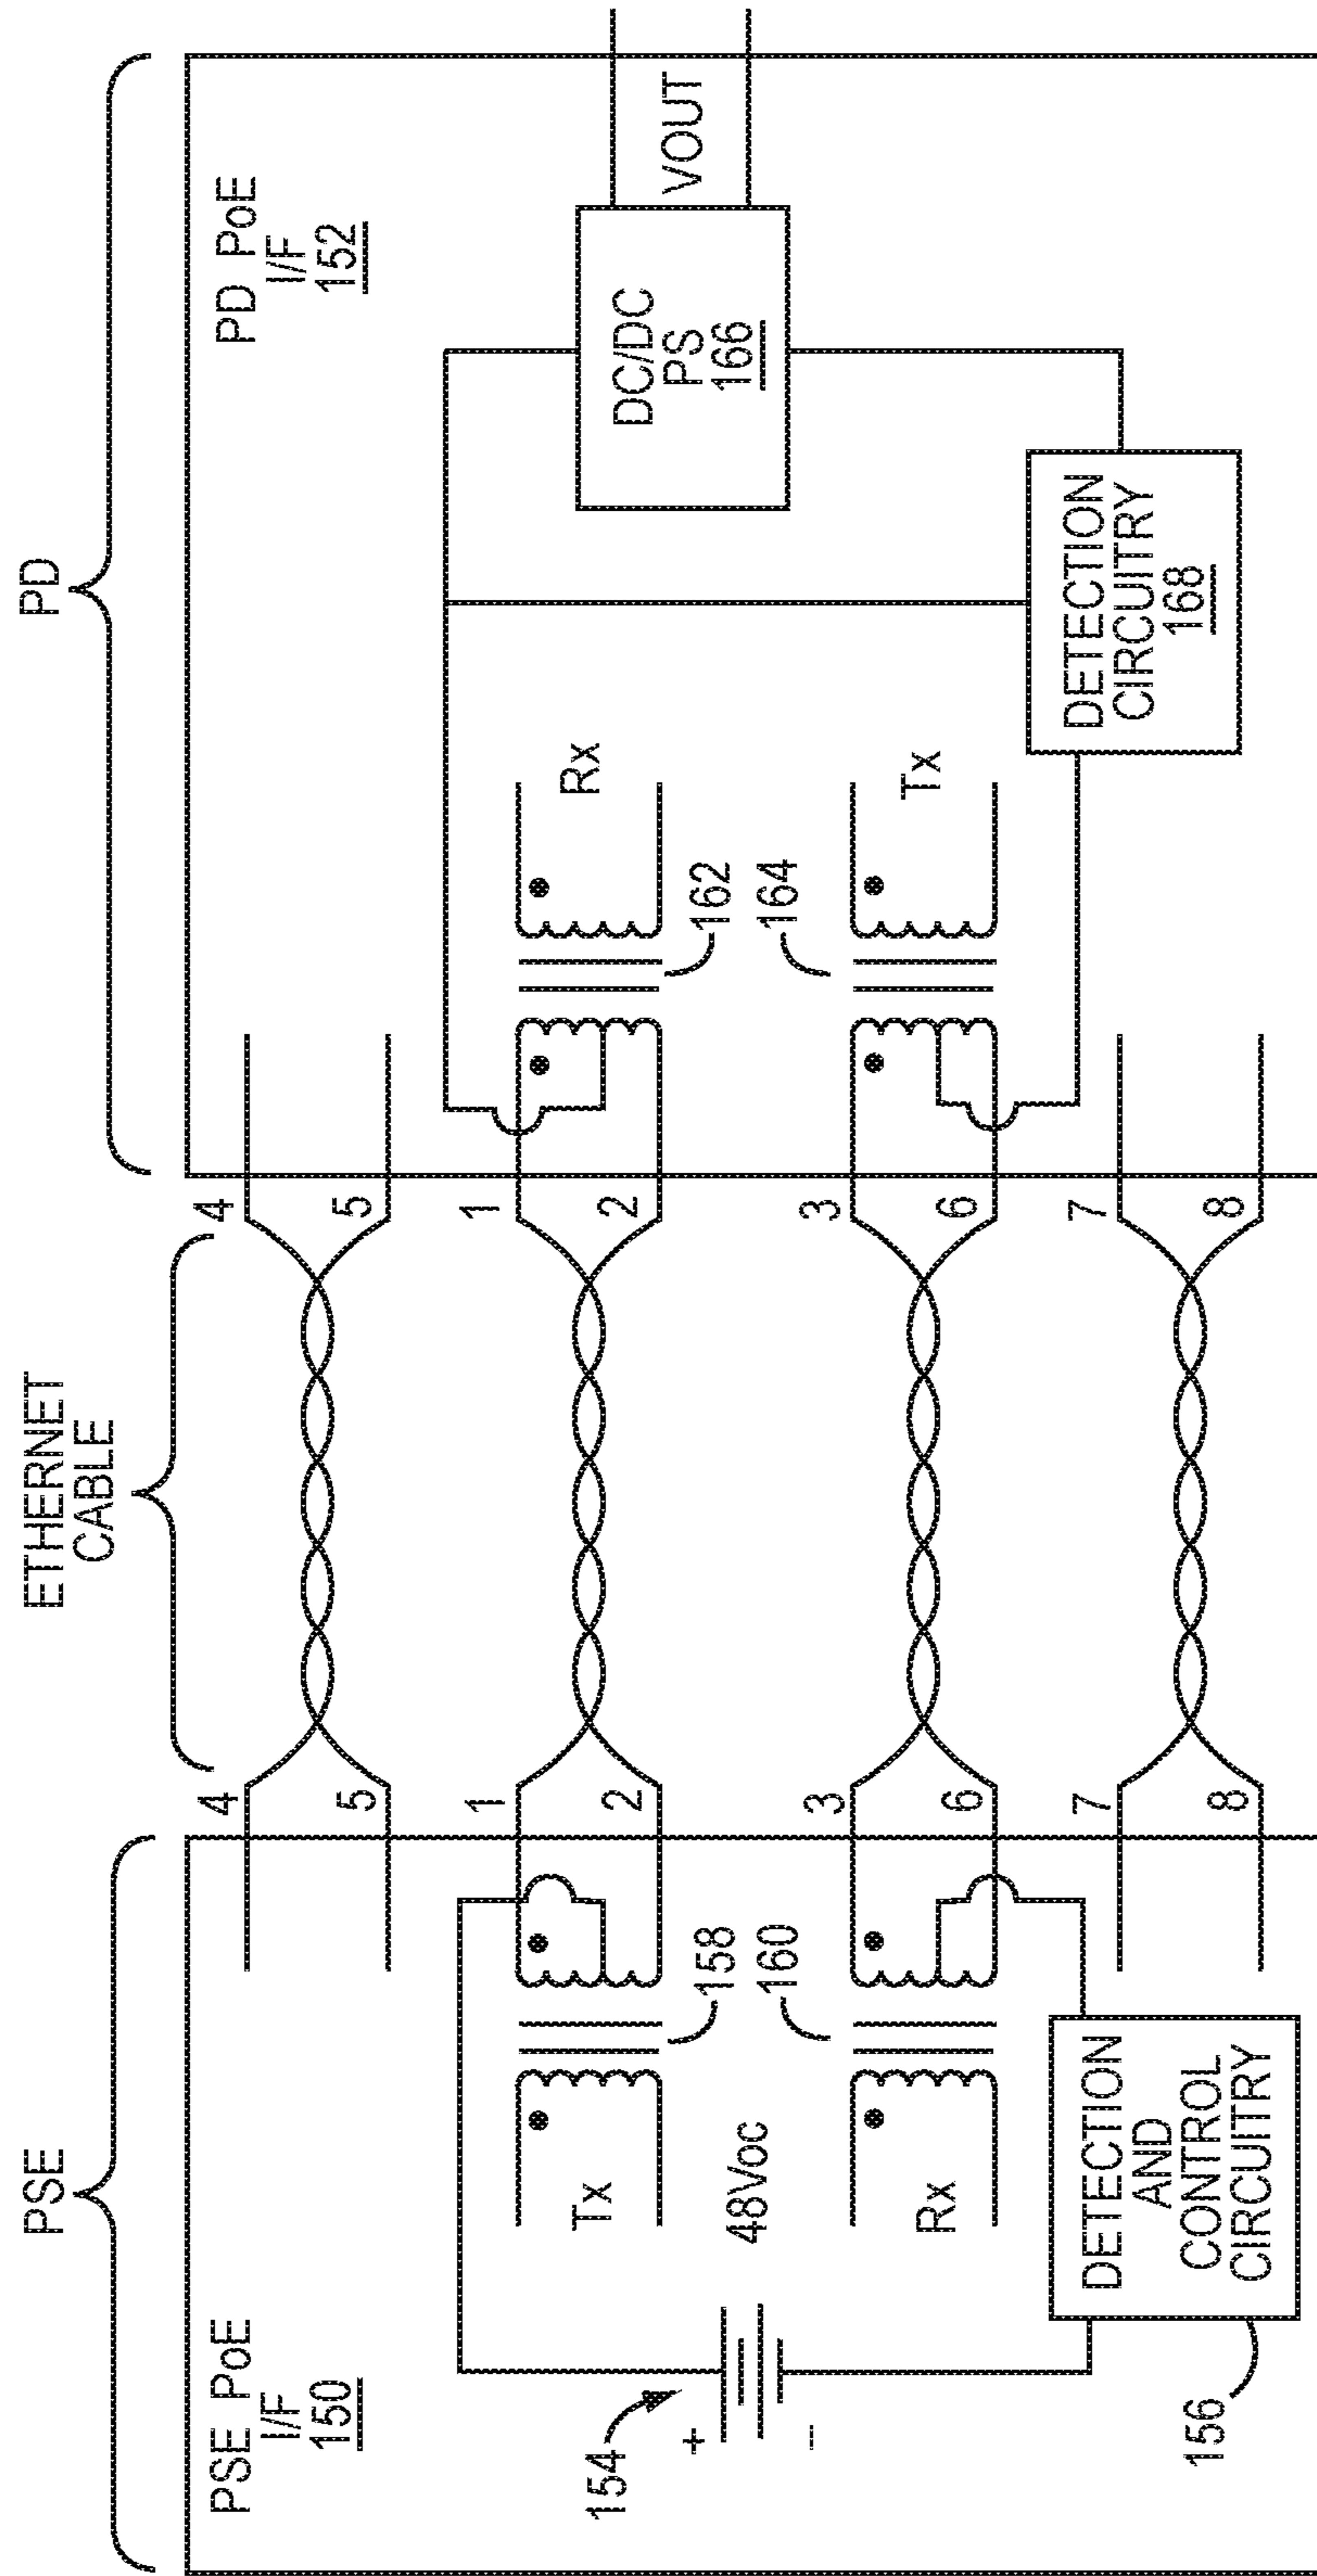 PSE
ETHERNET
CABLE
PD
PSE PoE
I/F
150
4
5
1
2
3
6
7
8
4
5
1
2
3
6
7
8
PD PoE
I/F
152
154
+
–
48Voc
Tx
158
160
Rx
DETECTION
AND
CONTROL
CIRCUITRY
156
162
Rx
164
Tx
DC/DC
PS
166
VOUT
DETECTION
CIRCUITRY
168